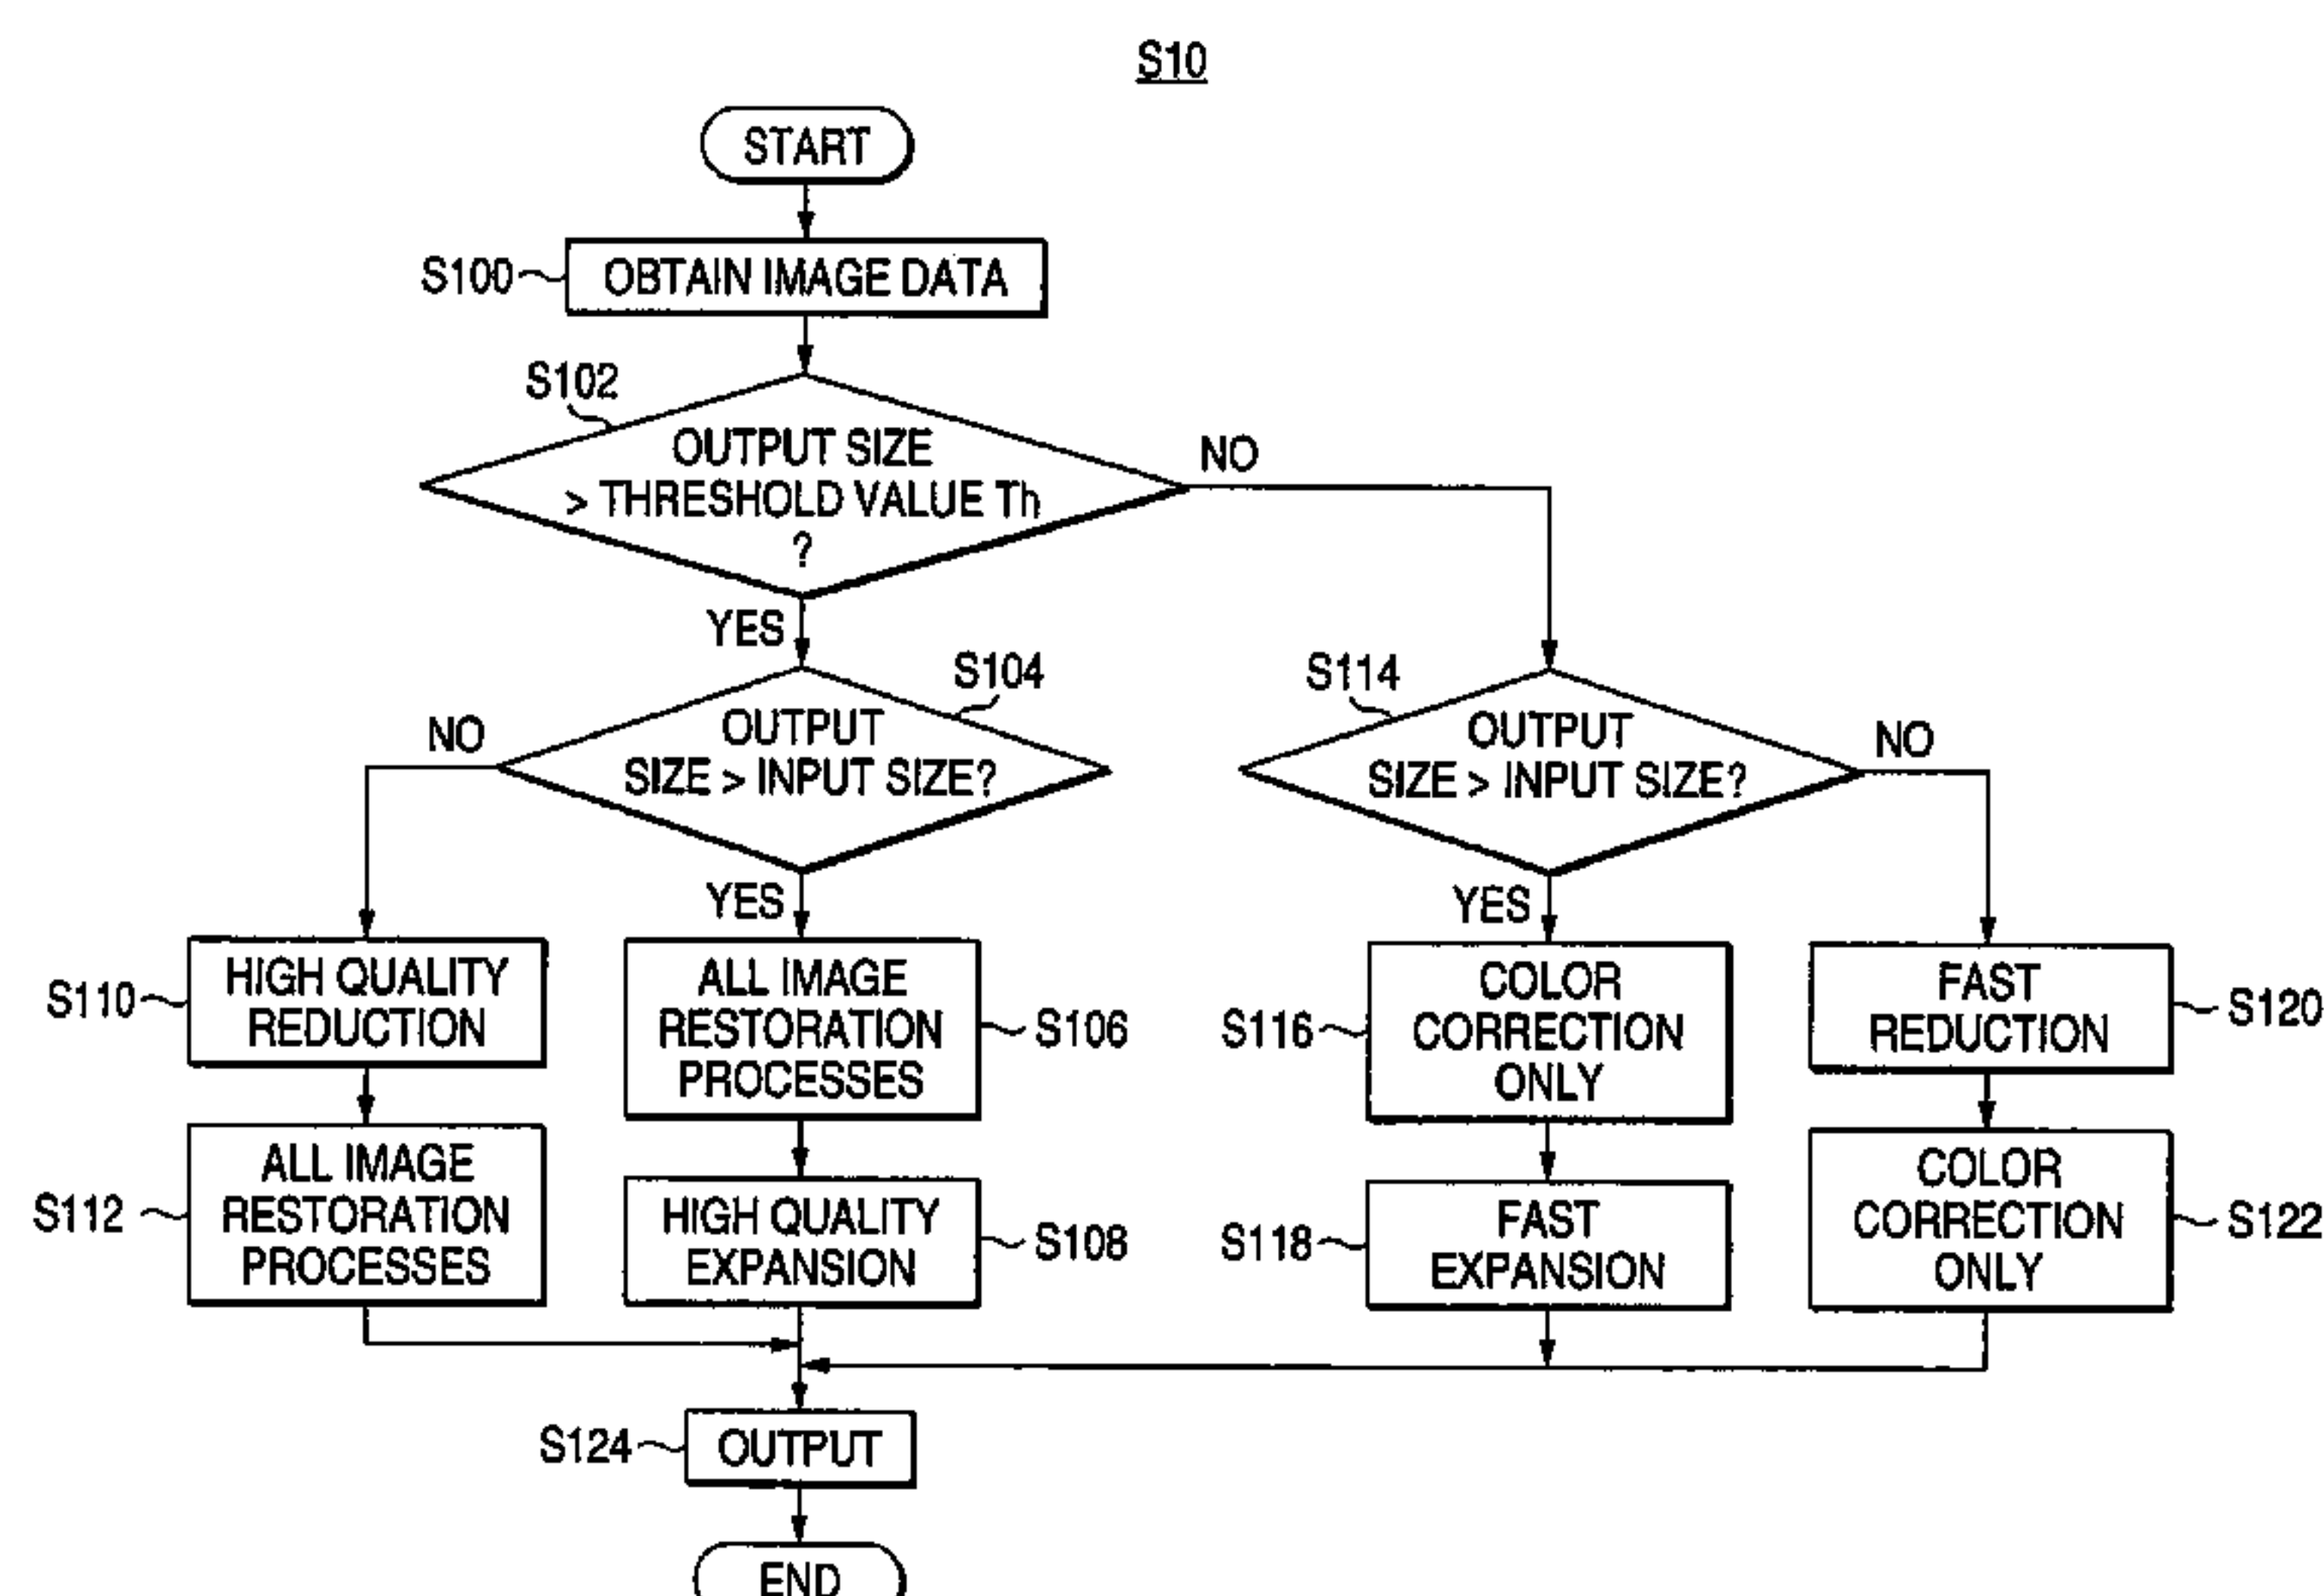 S10
START
S100
OBTAIN IMAGE DATA
S102
OUTPUT SIZE
> THRESHOLD VALUE Th
?
NO
YES
S104
OUTPUT
SIZE > INPUT SIZE?
NO
YES
S114
OUTPUT
SIZE > INPUT SIZE?
NO
YES
S110
HIGH QUALITY
REDUCTION
ALL IMAGE
RESTORATION
PROCESSES
S106
S116
COLOR
CORRECTION
ONLY
FAST
REDUCTION
S120
S112
ALL IMAGE
RESTORATION
PROCESSES
HIGH QUALITY
EXPANSION
S108
S118
FAST
EXPANSION
COLOR
CORRECTION
ONLY
S122
S124
OUTPUT
END